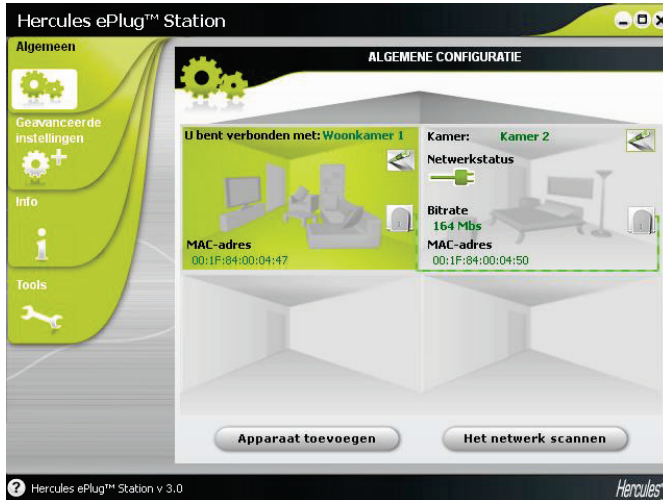 Hercules ePlug™ Station
Algemeen
Geavanceerde
instellingen
Info
Tools
ALGEMENE CONFIGURATIE
U bent verbonden met: Woonkamer 1
MAC-adres
00:1F:84:00:04:47
Kamer: Kamer 2
Netwerkstatus
Bitrate
164 Mbs
MAC-adres
00:1F:84:00:04:50
Apparaat toevoegen
Het netwerk scannen
? Hercules ePlug™ Station v 3.0
Hercules